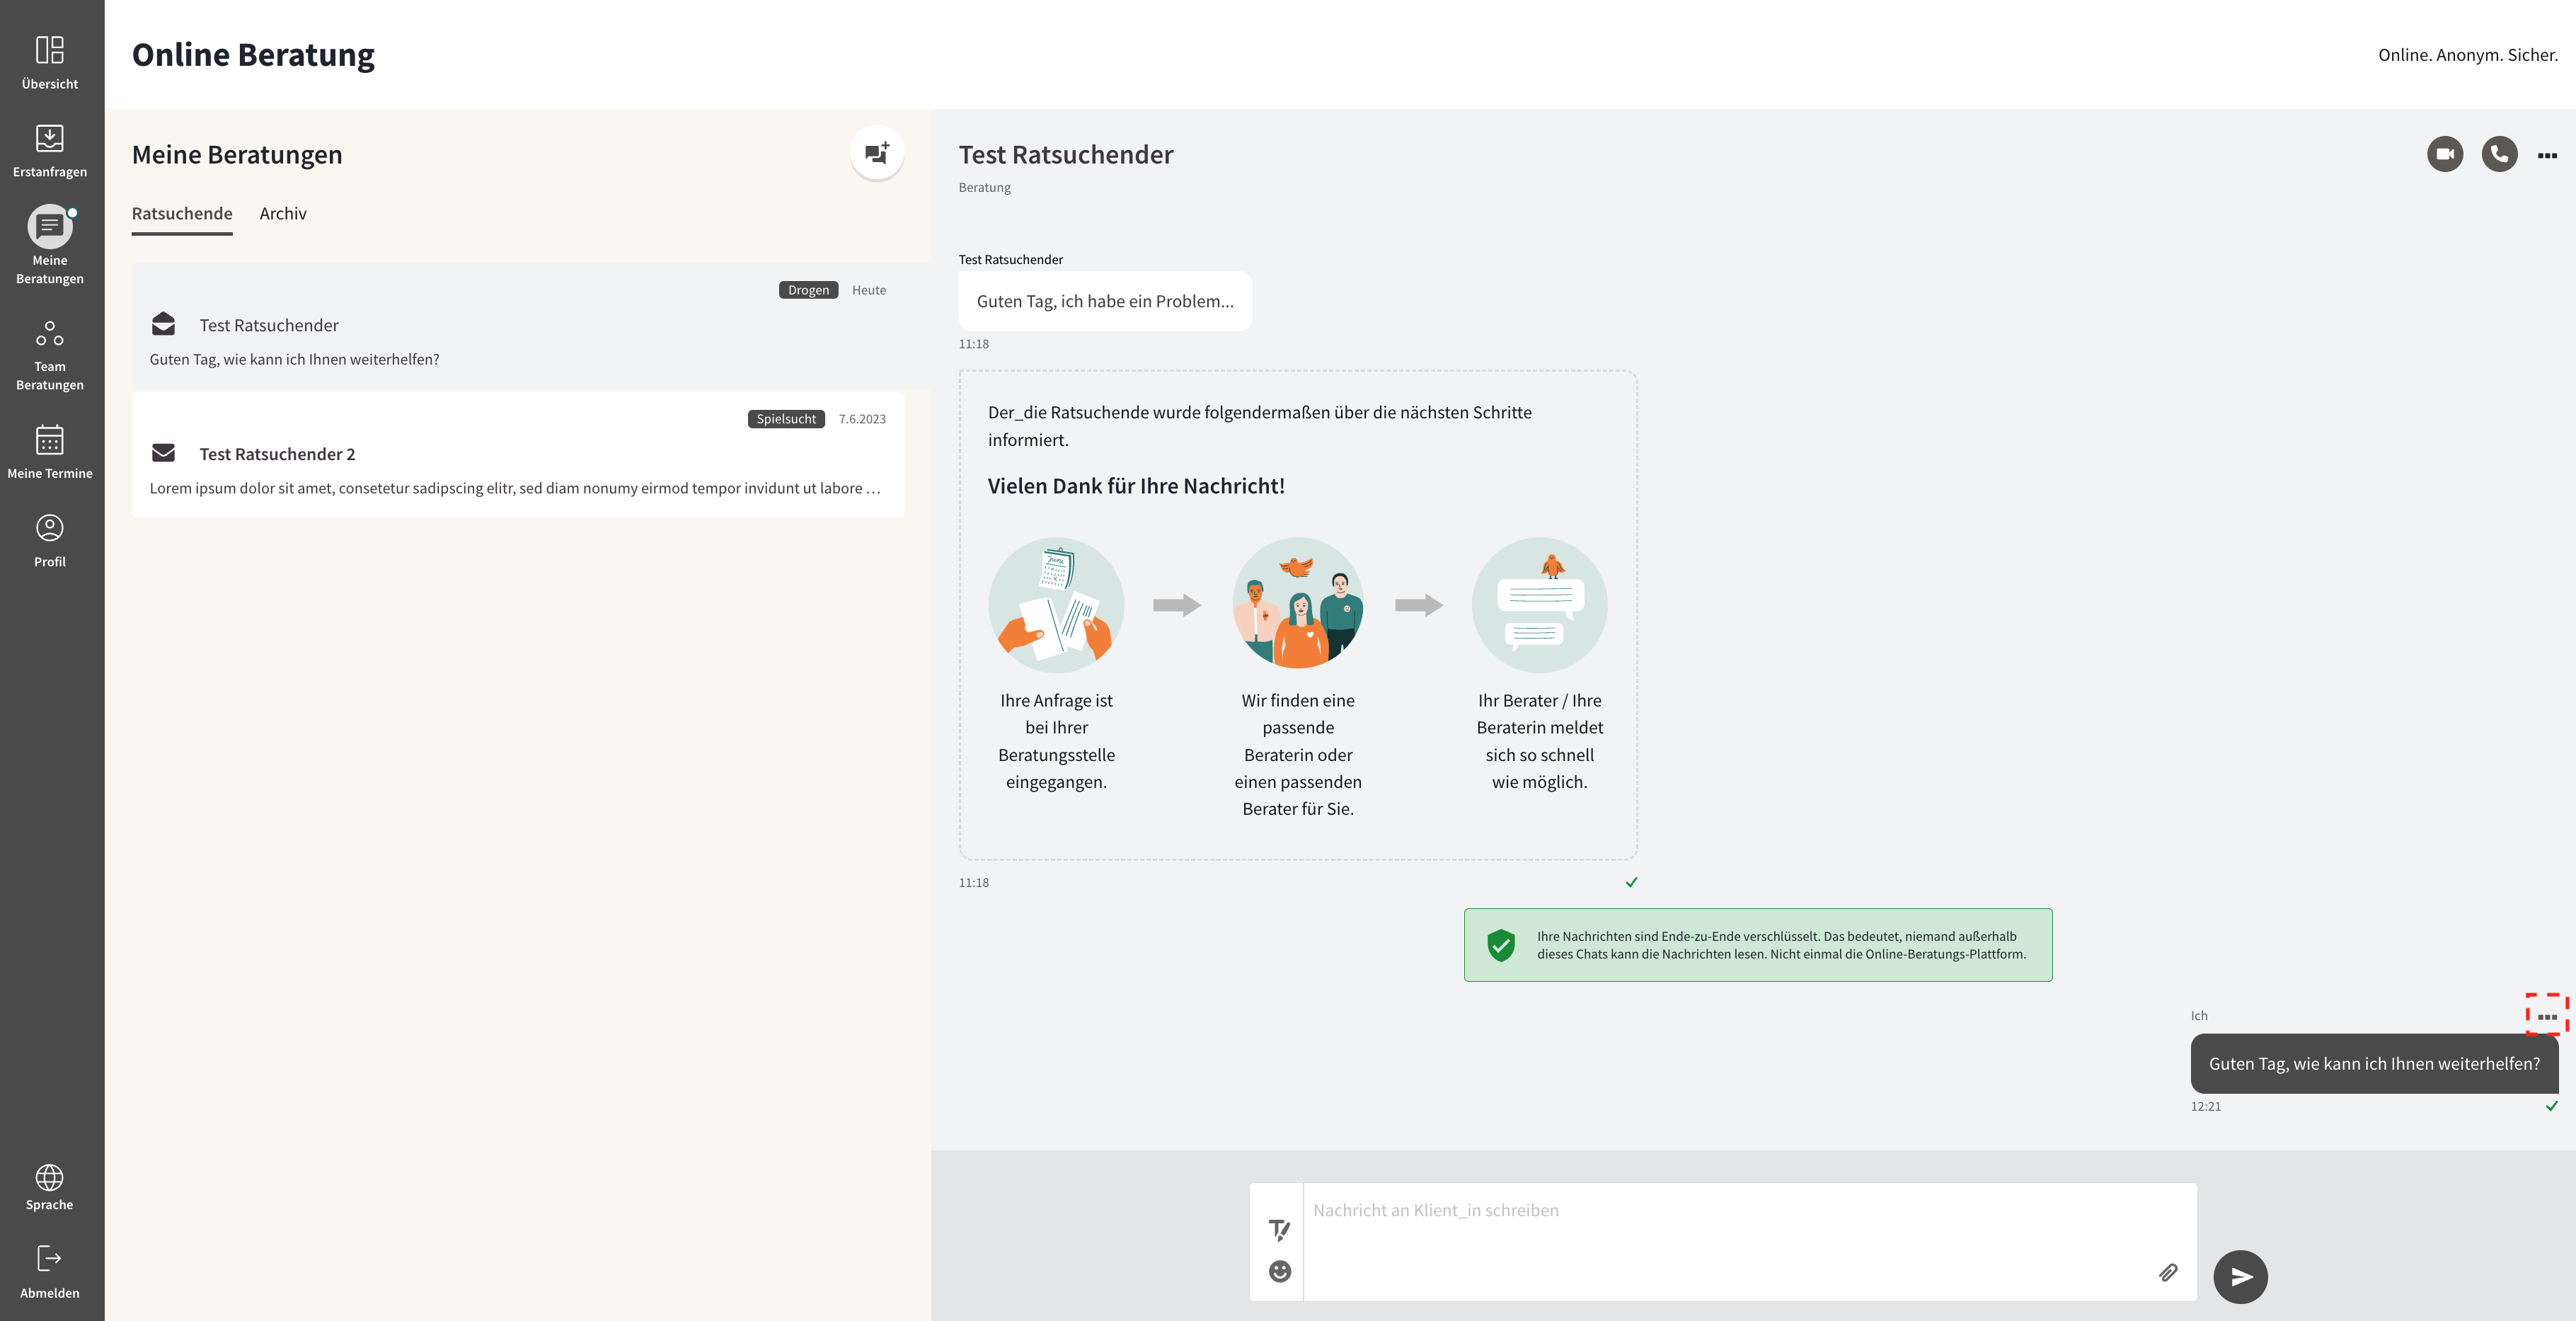 Übersicht
Erstanfragen
Meine
Beratungen
Team
Beratungen
Meine Termine
Profil
Sprache
Abmelden
Online Beratung
Online. Anonym. Sicher.
Meine Beratungen
Ratsuchende
Archiv
Drogen
Heute
Test Ratsuchender
Guten Tag, wie kann ich Ihnen weiterhelfen?
Spielsucht
7.6.2023
Test Ratsuchender 2
Lorem ipsum dolor sit amet, consetetur sadipscing elitr, sed diam nonumy eirmod tempor invidunt ut labore …
Test Ratsuchender
Beratung
Test Ratsuchender
Guten Tag, ich habe ein Problem...
11:18
Der_die Ratsuchende wurde folgendermaßen über die nächsten Schritte
informiert.
Vielen Dank für Ihre Nachricht!
juni
Ihre Anfrage ist
bei Ihrer
Beratungsstelle
eingegangen.
Wir finden eine
passende
Beraterin oder
einen passenden
Berater für Sie.
Ihr Berater / Ihre
Beraterin meldet
sich so schnell
wie möglich.
11:18
Ihre Nachrichten sind Ende-zu-Ende verschlüsselt. Das bedeutet, niemand außerhalb
dieses Chats kann die Nachrichten lesen. Nicht einmal die Online-Beratungs-Plattform.
Ich
Guten Tag, wie kann ich Ihnen weiterhelfen?
12:21
Nachricht an Klient_in schreiben